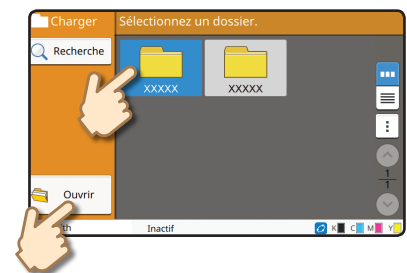 Charger
Sélectionnez un dossier.
Recherche
XXXXX
XXXXX
1
1
Ouvrir
Inactif
K C M Y